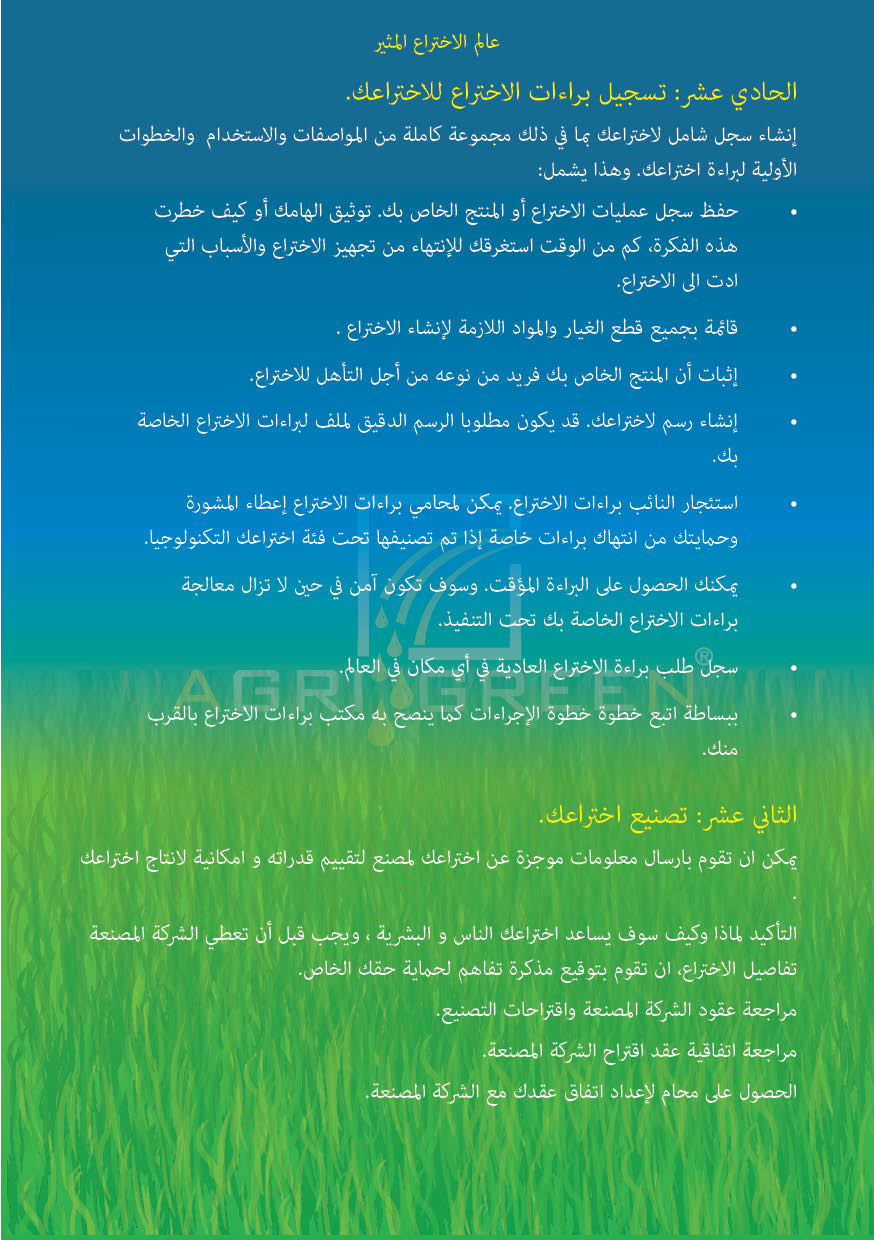 عالم الاختراع المثير
الحادي عشر: تسجيل براءات الاختراع للاختراعك.
إنشاء سجل شامل لاختراعك بما في ذلك مجموعة كاملة من المواصفات والاستخدام والخطوات
الأولية لبراءة اختراعك. وهذا يشمل:
• حفظ سجل عمليات الاختراع أو المنتج الخاص بك. توثيق الهامك أو كيف خطرت
هذه الفكرة، كم من الوقت استغرقك للإنتهاء من تجهيز الاختراع والأسباب التي
ادت الى الاختراع.
• قائمة بجميع قطع الغيار والمواد اللازمة لإنشاء الاختراع .
• إثبات أن المنتج الخاص بك فريد من نوعه من أجل التأهل للاختراع.
• إنشاء رسم لاختراعك. قد يكون مطلوبا الرسم الدقيق لملف لبراءات الاختراع الخاصة
بك.
• استئجار النائب براءات الاختراع. يمكن لمحامي براءات الاختراع إعطاء المشورة
وحمايتك من انتهاك براءات خاصة إذا تم تصنيفها تحت فئة اختراعك التكنولوجيا.
• يمكنك الحصول على البراءة المؤقت. وسوف تكون آمن في حين لا تزال معالجة
براءات الاختراع الخاصة بك تحت التنفيذ.
• سجل طلب براءة الاختراع العادية في أي مكان في العالم.
AGRIGREEN®
• ببساطة اتبع خطوة خطوة الإجراءات كما ينصح به مكتب براءات الاختراع بالقرب
منك.
الثاني عشر: تصنيع اختراعك.
يمكن ان تقوم بارسال معلومات موجزة عن اختراعك لمصنع لتقييم قدراته و امكانية لانتاج اختراعك
.
التأكيد لماذا وكيف سوف يساعد اختراعك الناس و البشرية ، ويجب قبل أن تعطي الشركة المصنعة
تفاصيل الاختراع، ان تقوم بتوقيع مذكرة تفاهم لحماية حقك الخاص.
مراجعة عقود الشركة المصنعة واقتراحات التصنيع.
مراجعة اتفاقية عقد اقتراح الشركة المصنعة.
الحصول على محام لإعداد اتفاق عقدك مع الشركة المصنعة.